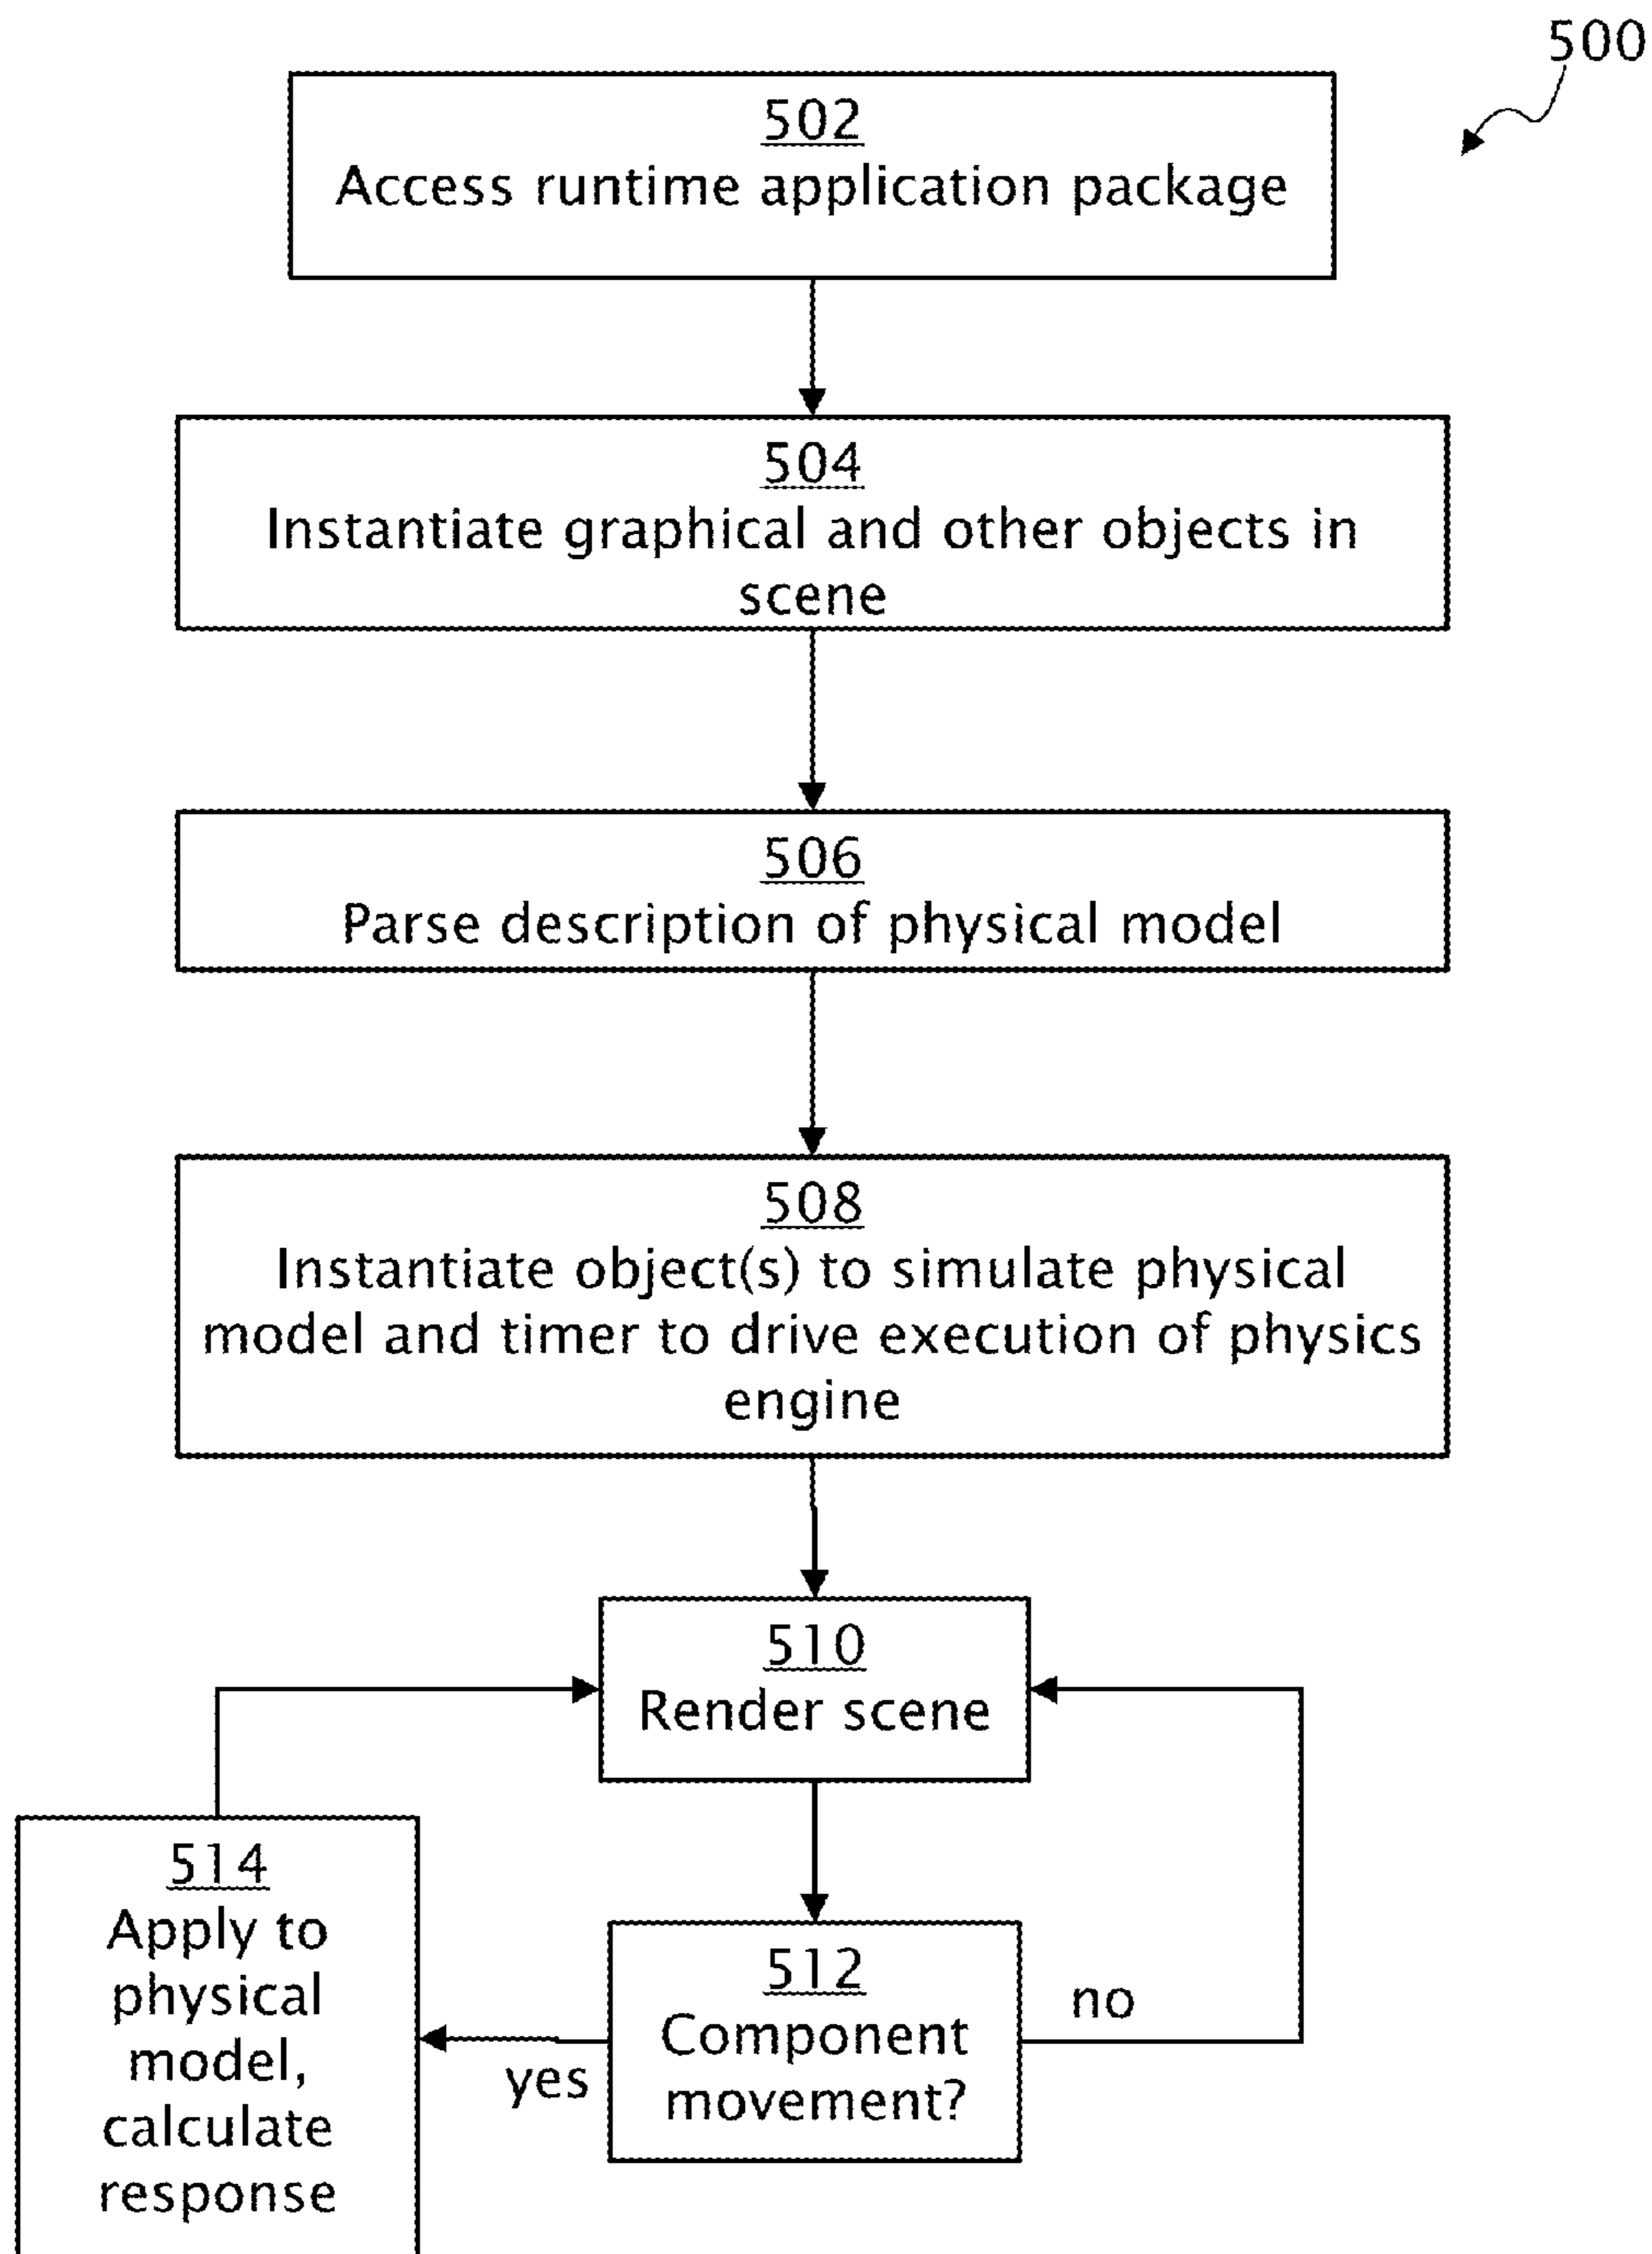 500
502
Access runtime application package
504
Instantiate graphical and other objects in
scene
506
Parse description of physical model
508
Instantiate object(s) to simulate physical
model and timer to drive execution of physics
engine
510
Render scene
514
Apply to
physical
model,
calculate
response
yes
512
Component
movement?
no